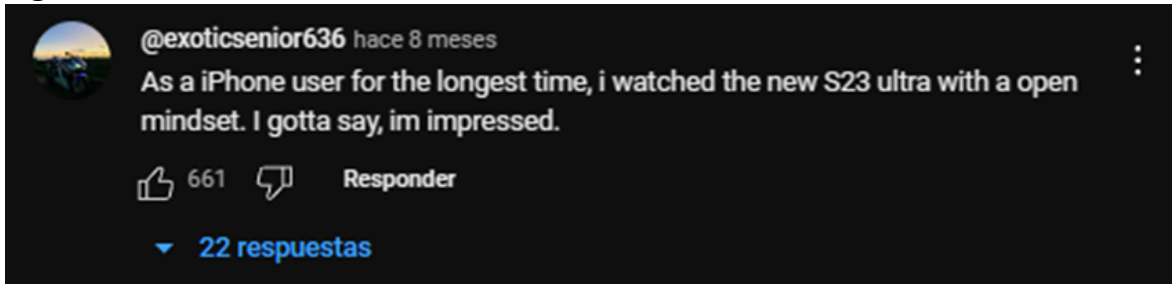 @exoticsenior636 hace 8 meses
As a iPhone user for the longest time, i watched the new S23 ultra with a open
mindset. I gotta say, im impressed.
661 Responder
22 respuestas